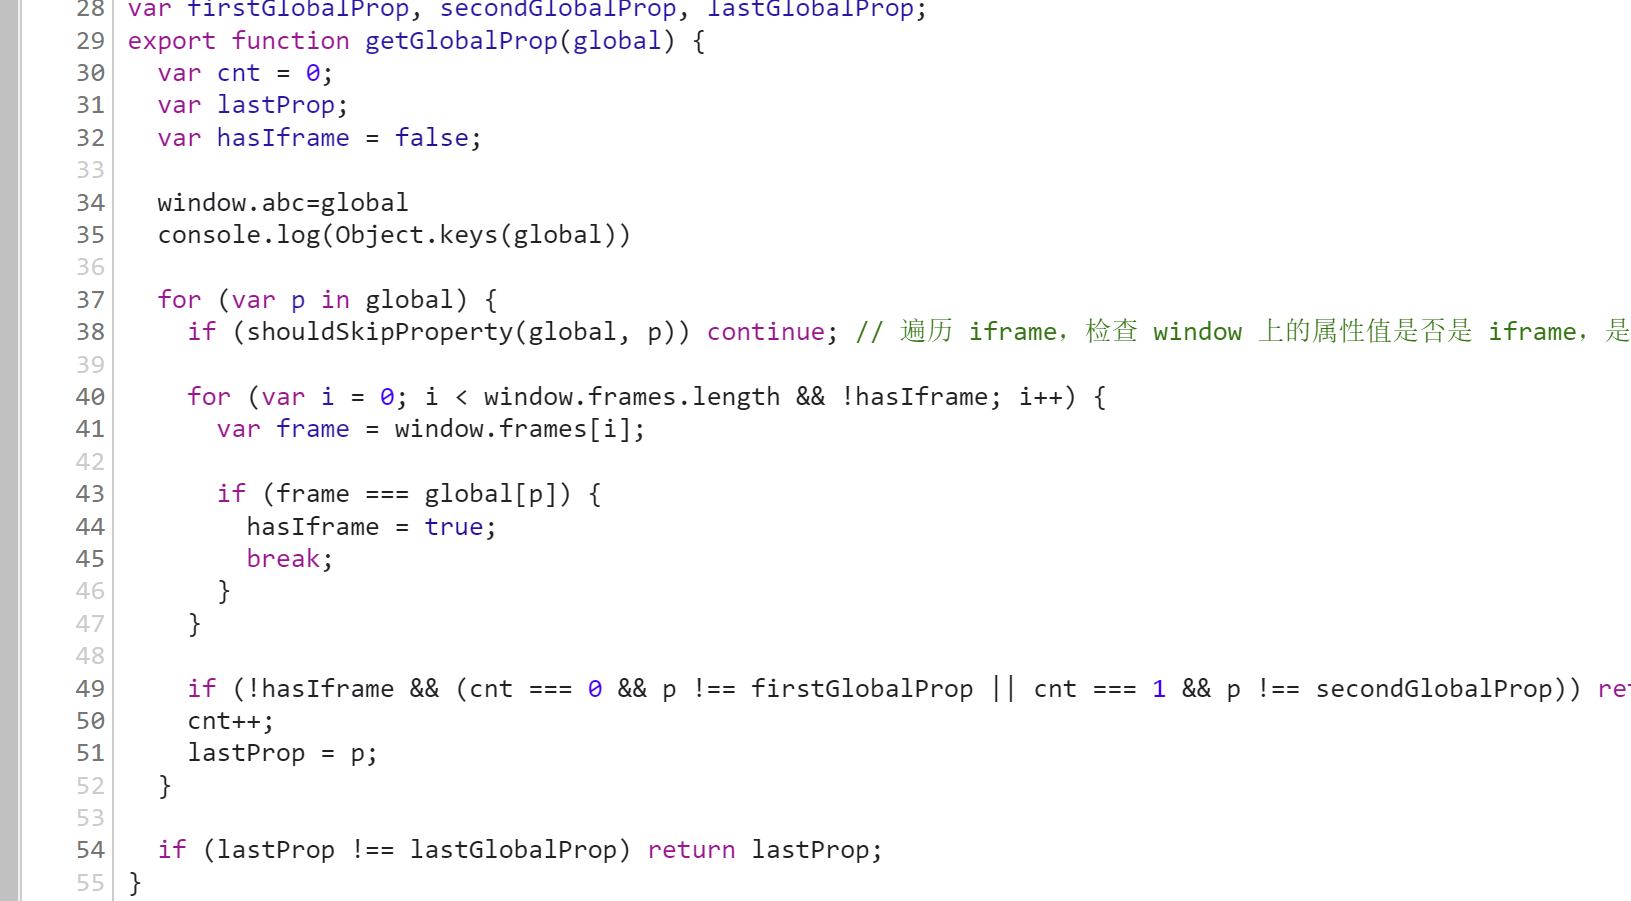 28 var firstGlobalProp, secondGlobalProp, lastGlobalProp;
29 export function getGlobalProp(global) {
30   var cnt = 0;
31   var lastProp;
32   var hasIframe = false;
33
34   window.abc=global
35   console.log(Object.keys(global))
36
37   for (var p in global) {
38     if (shouldSkipProperty(global, p)) continue; // 遍历 iframe，检查 window 上的属性值是否是 iframe，是
39
40     for (var i = 0; i < window.frames.length && !hasIframe; i++) {
41       var frame = window.frames[i];
42
43       if (frame === global[p]) {
44         hasIframe = true;
45         break;
46       }
47     }
48
49     if (!hasIframe && (cnt === 0 && p !== firstGlobalProp || cnt === 1 && p !== secondGlobalProp)) ret
50     cnt++;
51     lastProp = p;
52   }
53
54   if (lastProp !== lastGlobalProp) return lastProp;
55 }